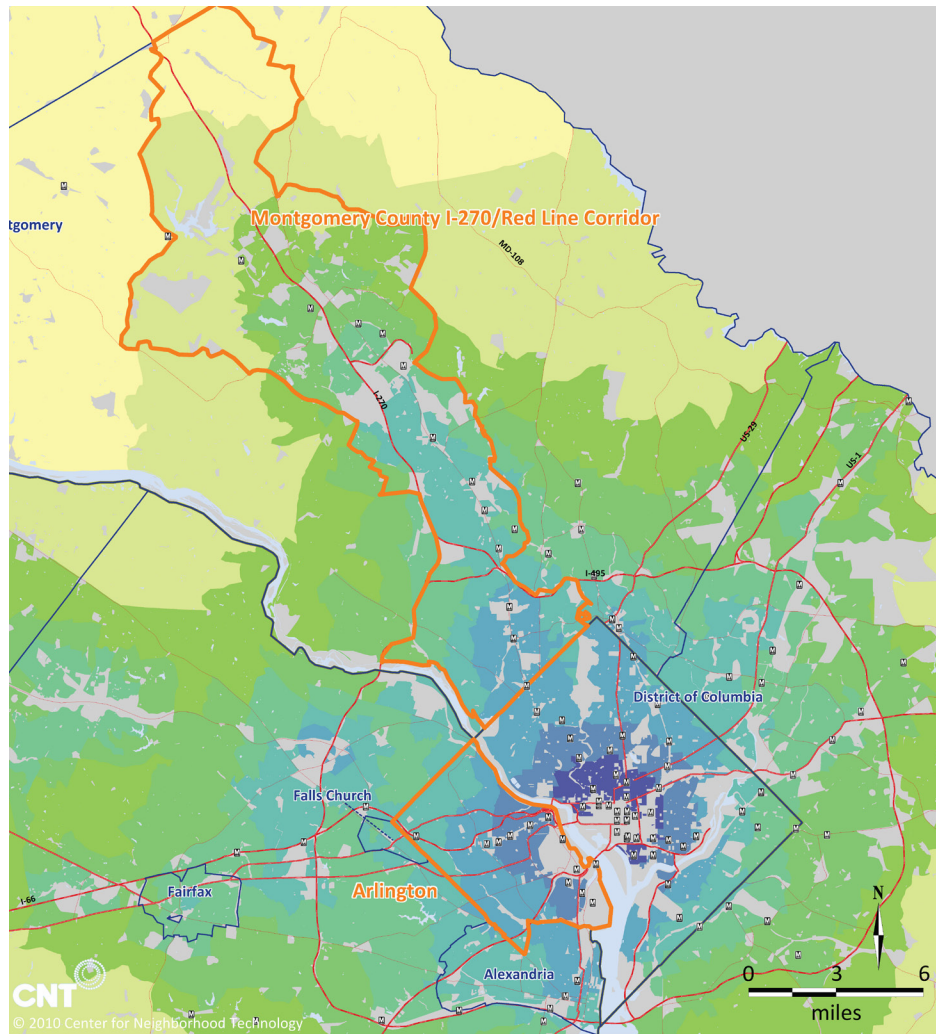 Montgomery County I-270/Red Line Corridor
tgomery
MD-108
I-270
US-29
US-1
I-495
District of Columbia
Falls Church
Arlington
Fairfax
I-66
Alexandria
N
0 3 6
miles
CNT
© 2010 Center for Neighborhood Technology